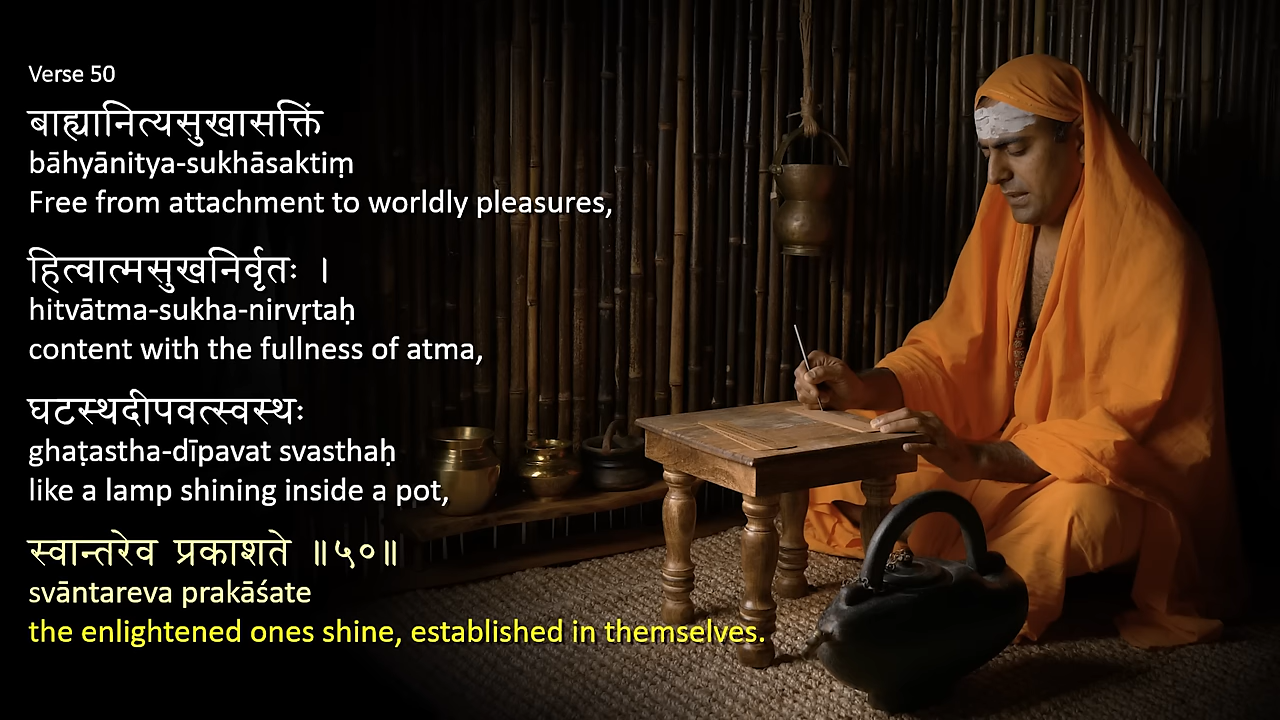 Verse 50
बाह्यानित्यसुखासक्तिं
bāhyānitya-sukhāsaktiṃ
Free from attachment to worldly pleasures,
हित्वात्मसुखनिर्वृतः ।
hitvātma-sukha-nirvṛtaḥ
content with the fullness of atma,
घटस्थदीपवत्स्वस्थः
ghaṭastha-dīpavat svasthaḥ
like a lamp shining inside a pot,
स्वान्तरेव प्रकाशते ॥५०॥
svāntareva prakāśate
the enlightened ones shine, established in themselves.